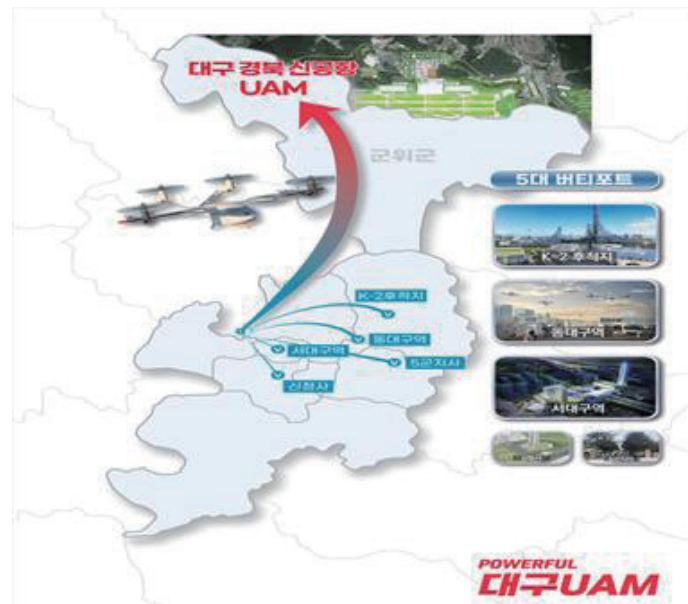 대구 경북 신공항
UAM
군위군
5대 버티포트
K-2 후적지
K-2후적지
동대구역
동대구역
서대구역
5군지사
신청사
서대구역
POWERFUL
대구UAM